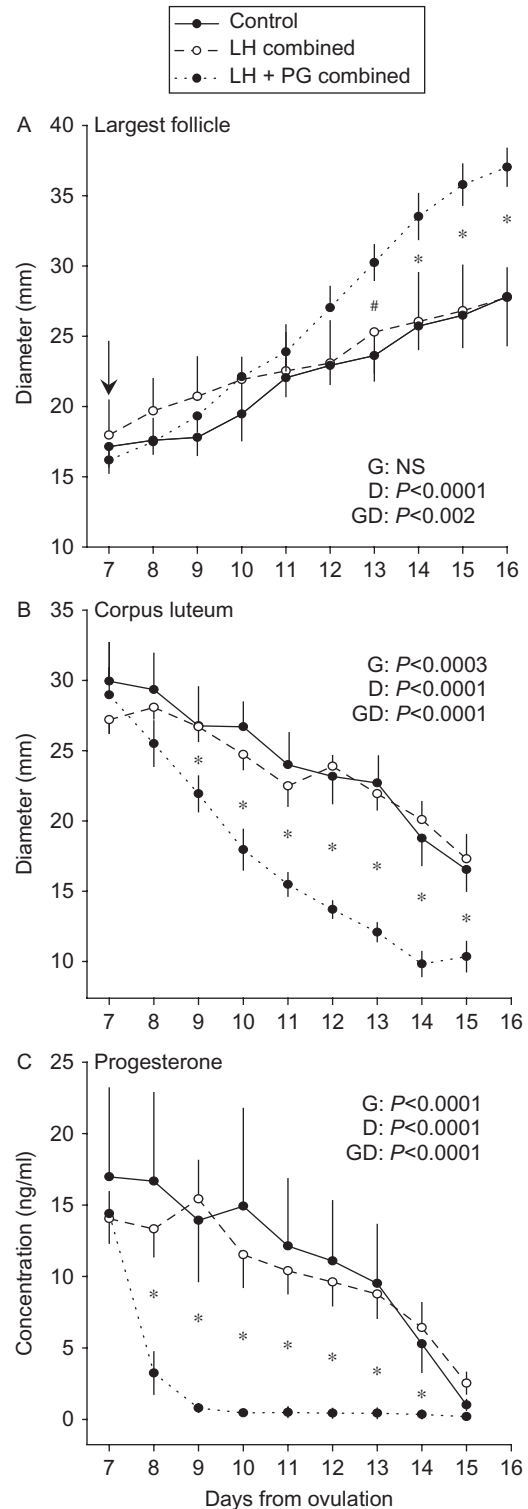 Control
LH combined
LH + PG combined
A Largest follicle
40
35
30
25
20
15
10
Diameter (mm)
* * *
#
G: NS
D: P<0.0001
GD: P<0.002
7 8 9 10 11 12 13 14 15 16
B Corpus luteum
35
30
25
20
15
10
Diameter (mm)
G: P<0.0003
D: P<0.0001
GD: P<0.0001
* * * * * * *
7 8 9 10 11 12 13 14 15 16
C Progesterone
25
20
15
10
5
0
Concentration (ng/ml)
G: P<0.0001
D: P<0.0001
GD: P<0.0001
* * * * * * *
7 8 9 10 11 12 13 14 15 16
Days from ovulation